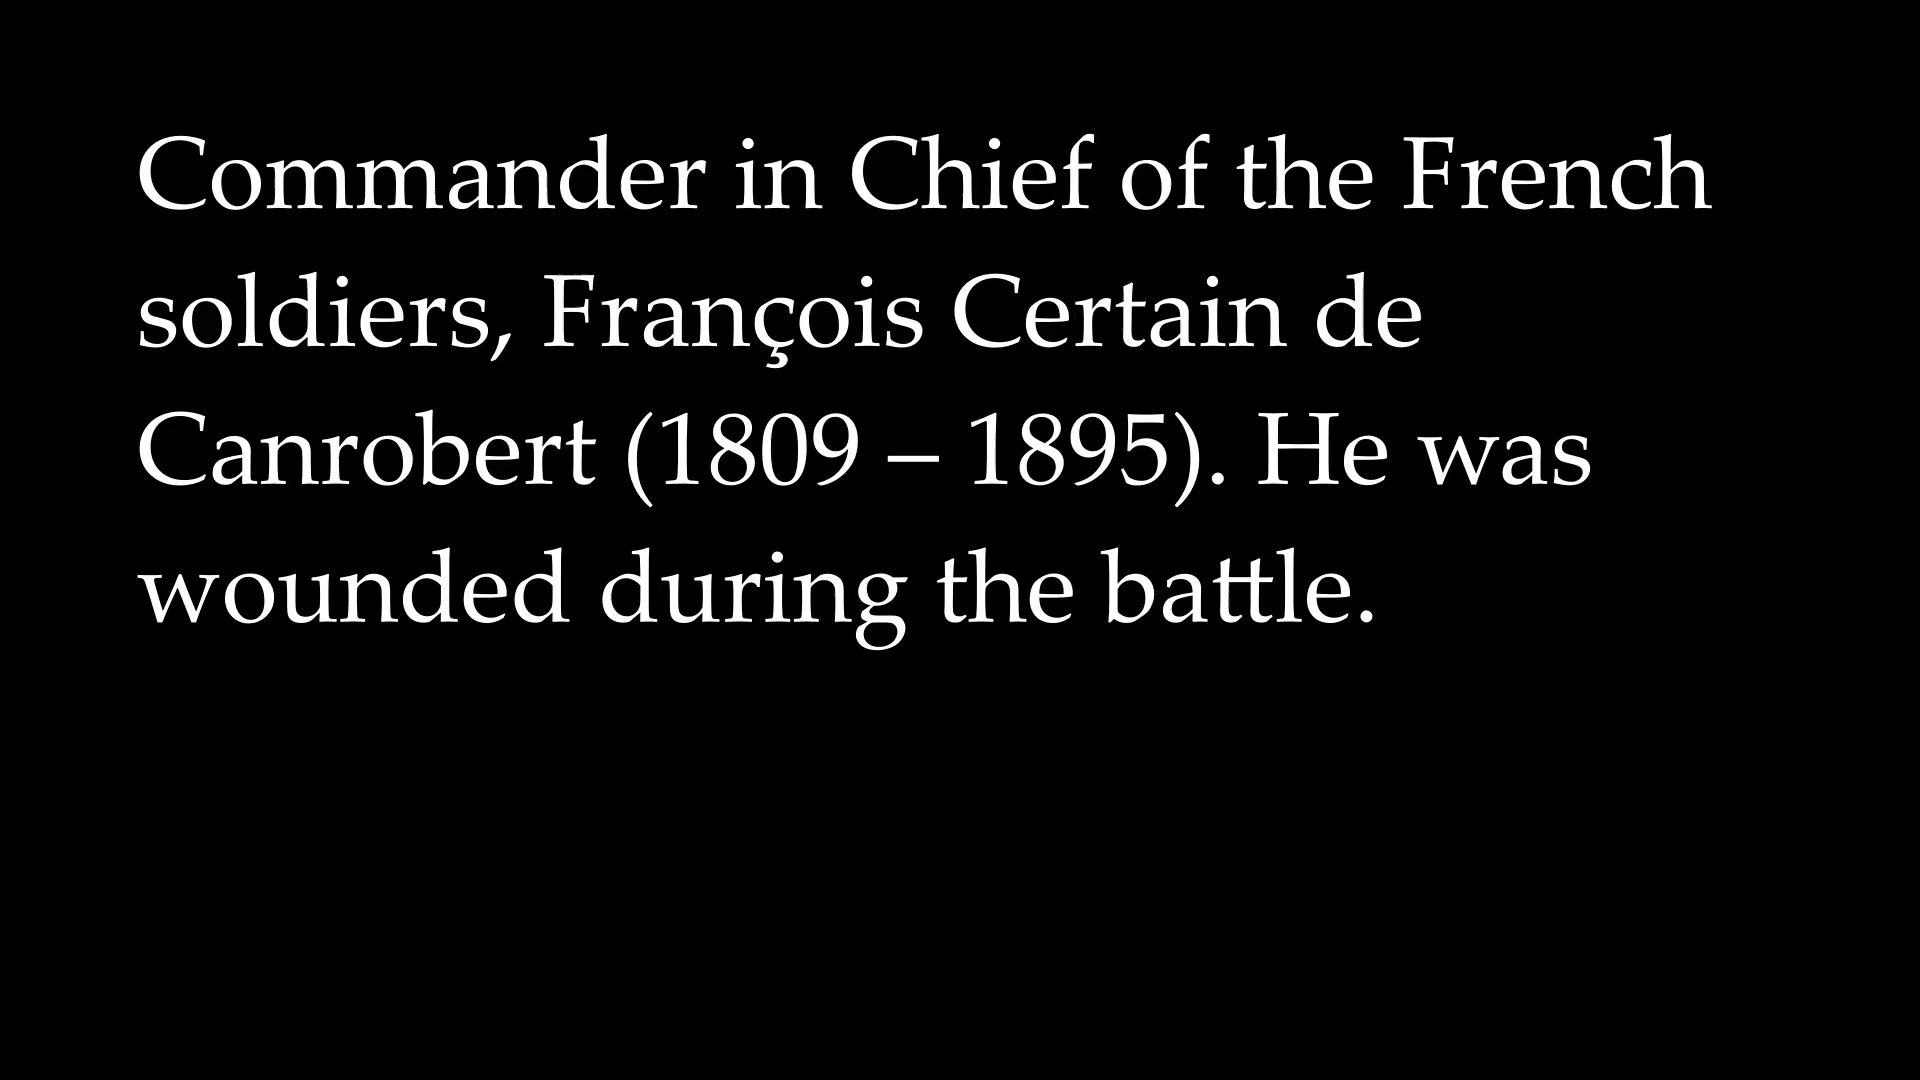 Commander in Chief of the French
soldiers, François Certain de
Canrobert (1809 – 1895). He was
wounded during the battle.